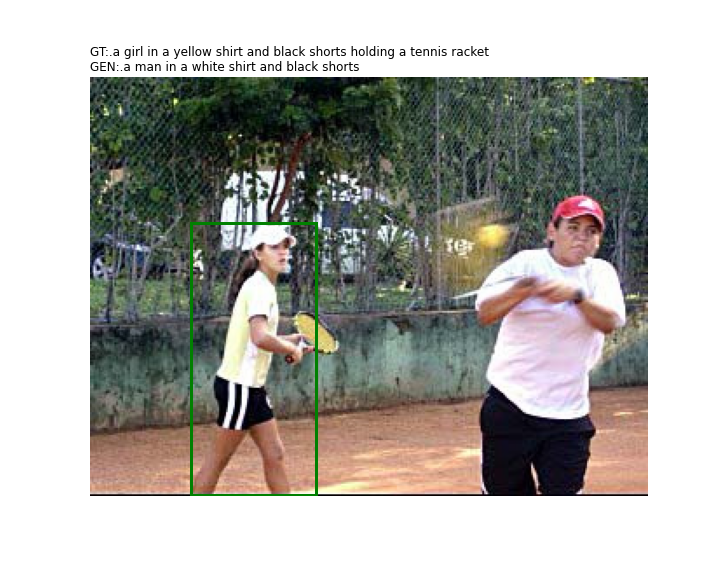 GT:.a girl in a yellow shirt and black shorts holding a tennis racket
GEN:.a man in a white shirt and black shorts